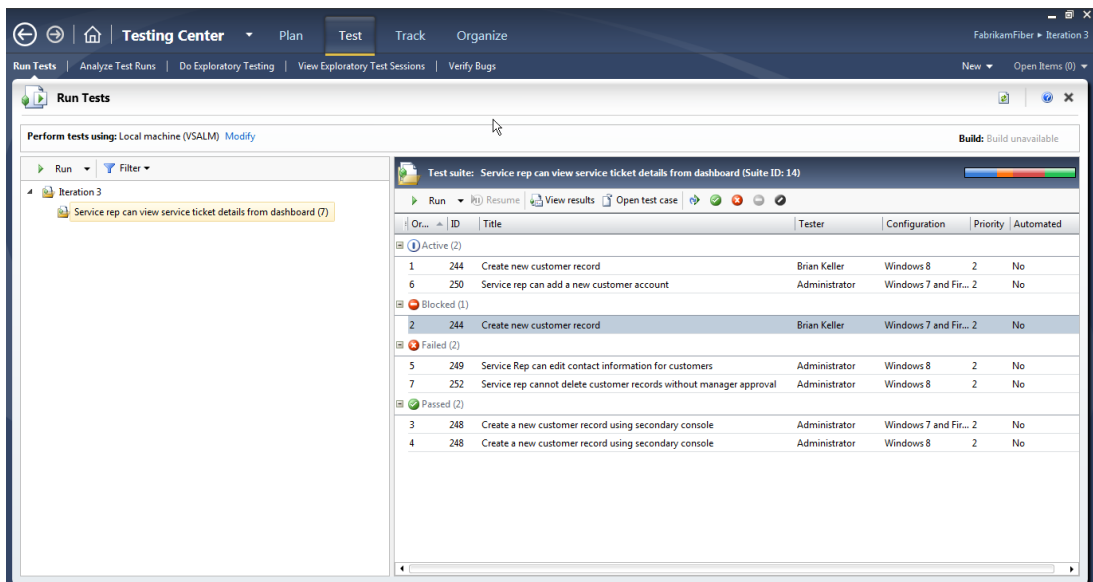 Testing Center Plan Test Track Organize FabrikamFiber ▸ Iteration 3
Run Tests | Analyze Test Runs | Do Exploratory Testing | View Exploratory Test Sessions | Verify Bugs New Open Items (0)
Run Tests
Perform tests using: Local machine (VSALM) Modify Build: Build unavailable
Run Filter
Iteration 3
Service rep can view service ticket details from dashboard (7)
Test suite: Service rep can view service ticket details from dashboard (Suite ID: 14)
Run Resume View results Open test case
Or... ID Title Tester Configuration Priority Automated
Active (2)
1 244 Create new customer record Brian Keller Windows 8 2 No
6 250 Service rep can add a new customer account Administrator Windows 7 and Fir... 2 No
Blocked (1)
2 244 Create new customer record Brian Keller Windows 7 and Fir... 2 No
Failed (2)
5 249 Service Rep can edit contact information for customers Administrator Windows 8 2 No
7 252 Service rep cannot delete customer records without manager approval Administrator Windows 8 2 No
Passed (2)
3 248 Create a new customer record using secondary console Administrator Windows 7 and Fir... 2 No
4 248 Create a new customer record using secondary console Administrator Windows 8 2 No